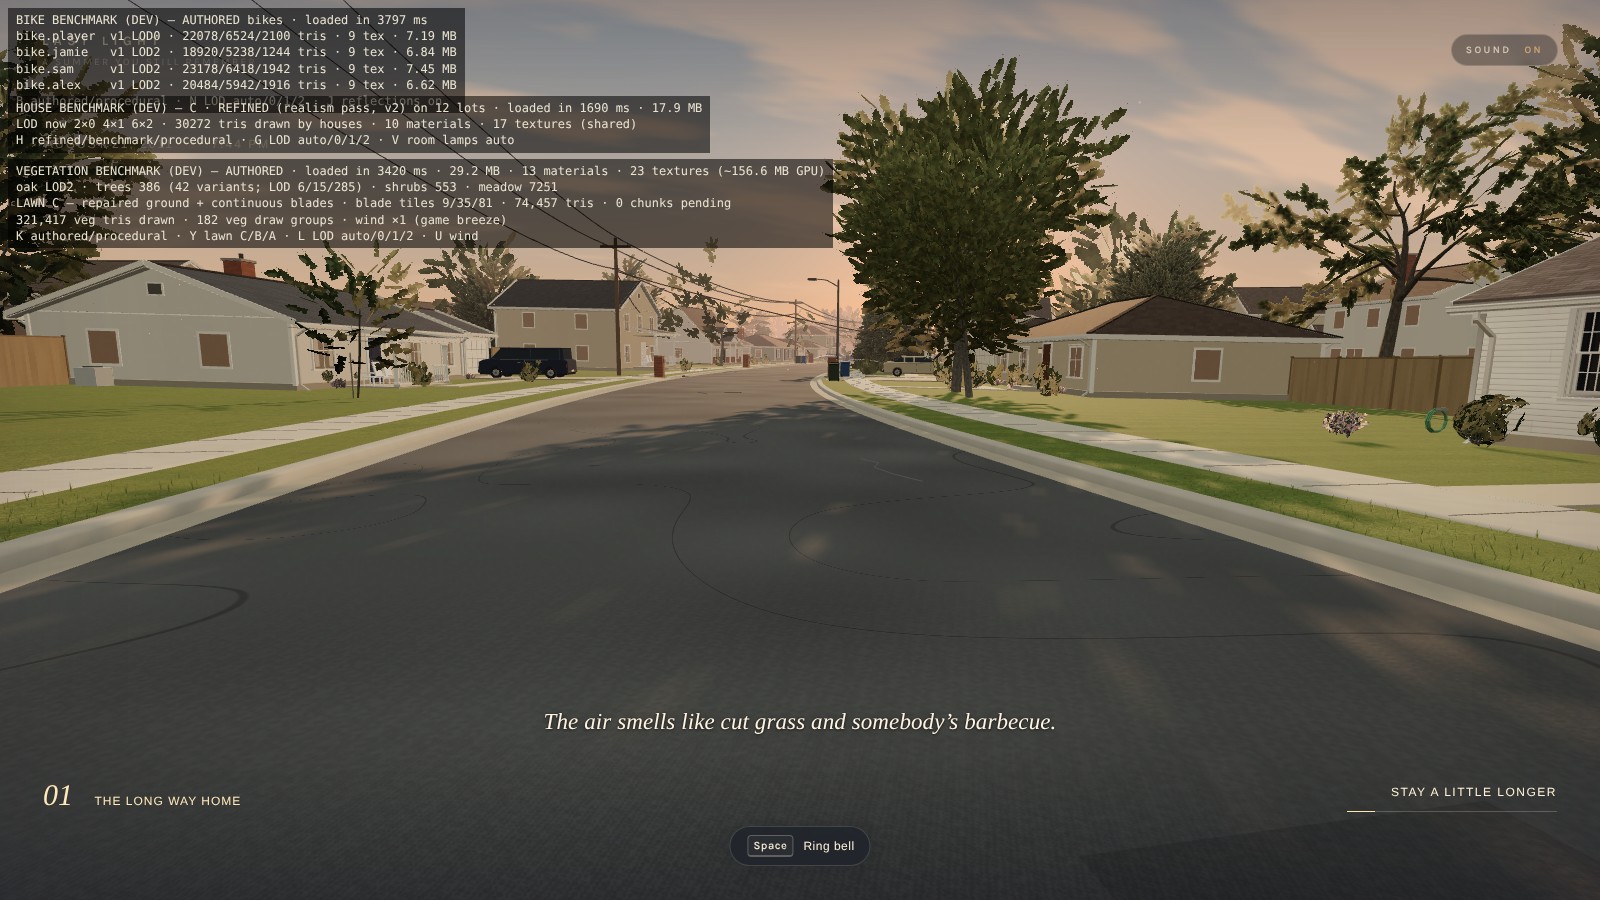 BIKE BENCHMARK (DEV) — AUTHORED bikes · loaded in 3797 ms
bike.player v1 LOD0 · 22078/6524/2100 tris · 9 tex · 7.19 MB
bike.jamie v1 LOD2 · 18920/5238/1244 tris · 9 tex · 6.84 MB
bike.sam v1 LOD2 · 23178/6418/1942 tris · 9 tex · 7.45 MB
bike.alex v1 LOD2 · 20484/5942/1916 tris · 9 tex · 6.62 MB
B authored/procedural · N LOD auto/0/1/2 · J reflections on
HOUSE BENCHMARK (DEV) — C · REFINED (realism pass, v2) on 12 lots · loaded in 1690 ms · 17.9 MB
LOD now 2×0 4×1 6×2 · 30272 tris drawn by houses · 10 materials · 17 textures (shared)
H refined/benchmark/procedural · G LOD auto/0/1/2 · V room lamps auto
VEGETATION BENCHMARK (DEV) — AUTHORED · loaded in 3420 ms · 29.2 MB · 13 materials · 23 textures (~156.6 MB GPU)
oak LOD2 · trees 386 (42 variants; LOD 6/15/285) · shrubs 553 · meadow 7251
LAWN C — repaired ground + continuous blades · blade tiles 9/35/81 · 74,457 tris · 0 chunks pending
321,417 veg tris drawn · 182 veg draw groups · wind ×1 (game breeze)
K authored/procedural · Y lawn C/B/A · L LOD auto/0/1/2 · U wind
SOUND ON
The air smells like cut grass and somebody’s barbecue.
01 THE LONG WAY HOME
STAY A LITTLE LONGER
Space Ring bell